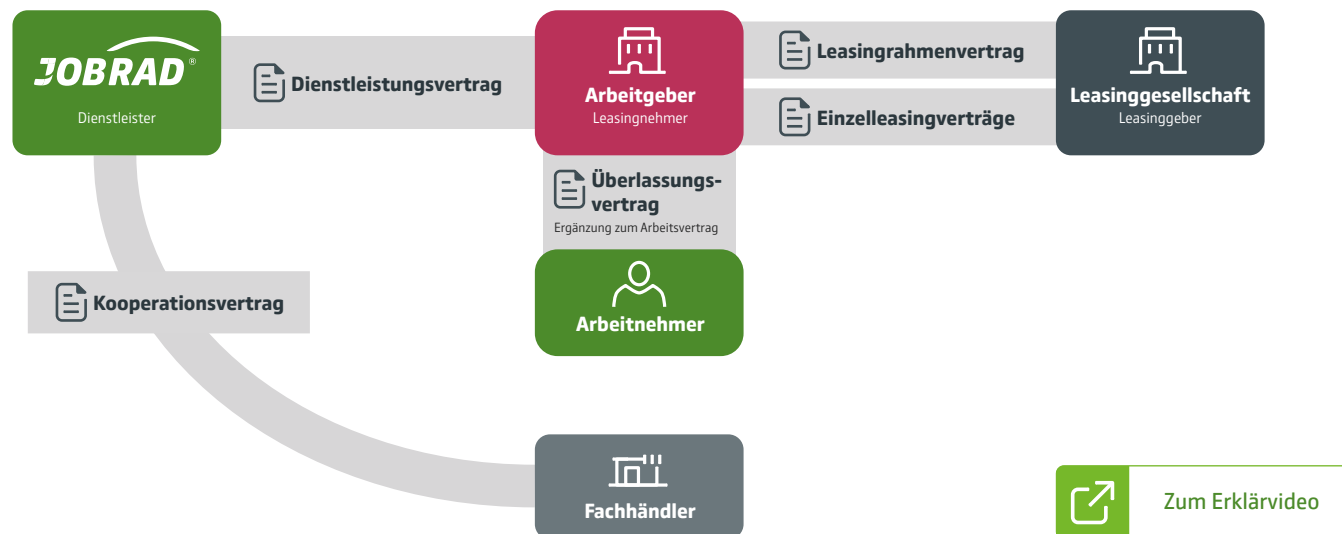 JOBRAD®
Dienstleister
Dienstleistungsvertrag
Arbeitgeber
Leasingnehmer
Leasingrahmenvertrag
Einzelleasingverträge
Leasinggesellschaft
Leasinggeber
Überlassungs-
vertrag
Ergänzung zum Arbeitsvertrag
Arbeitnehmer
Kooperationsvertrag
Fachhändler
Zum Erklärvideo